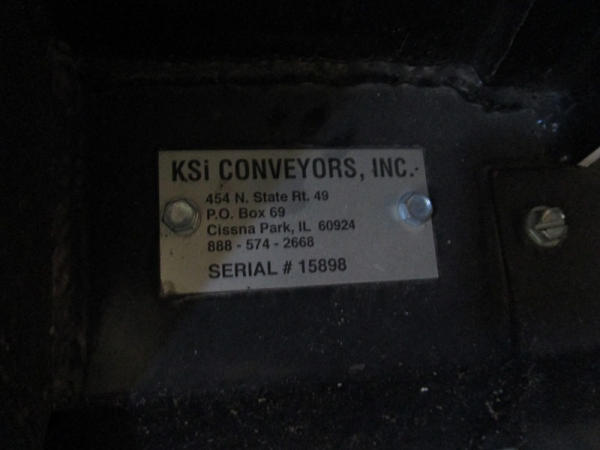 KSi CONVEYORS, INC.
454 N. State Rt. 49
P.O. Box 69
Cissna Park, IL 60924
888 - 574 - 2668
SERIAL # 15898